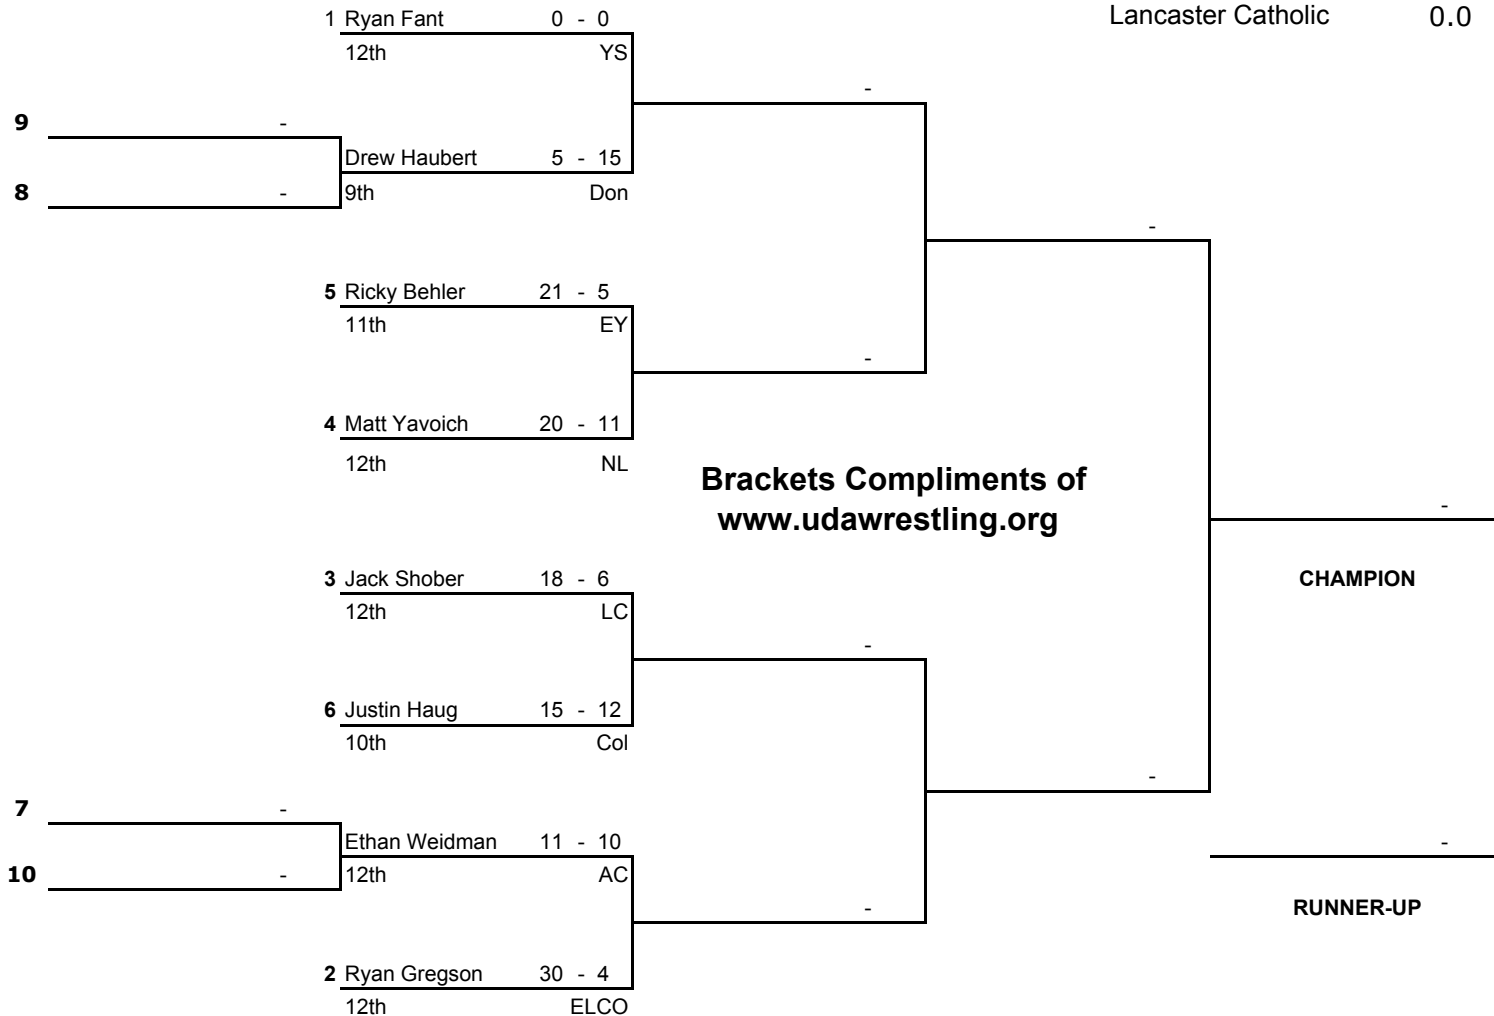 1 Ryan Fant 0 - 0
Lancaster Catholic 0.0
12th YS
-
9 -
Drew Haubert 5 - 15
8 - 9th Don
-
5 Ricky Behler 21 - 5
11th EY
-
4 Matt Yavoich 20 - 11
12th NL
Brackets Compliments of
www.udawrestling.org
-
3 Jack Shober 18 - 6
CHAMPION
12th LC
-
6 Justin Haug 15 - 12
10th Col
-
7 -
Ethan Weidman 11 - 10
-
10 - 12th AC
-
RUNNER-UP
2 Ryan Gregson 30 - 4
12th ELCO